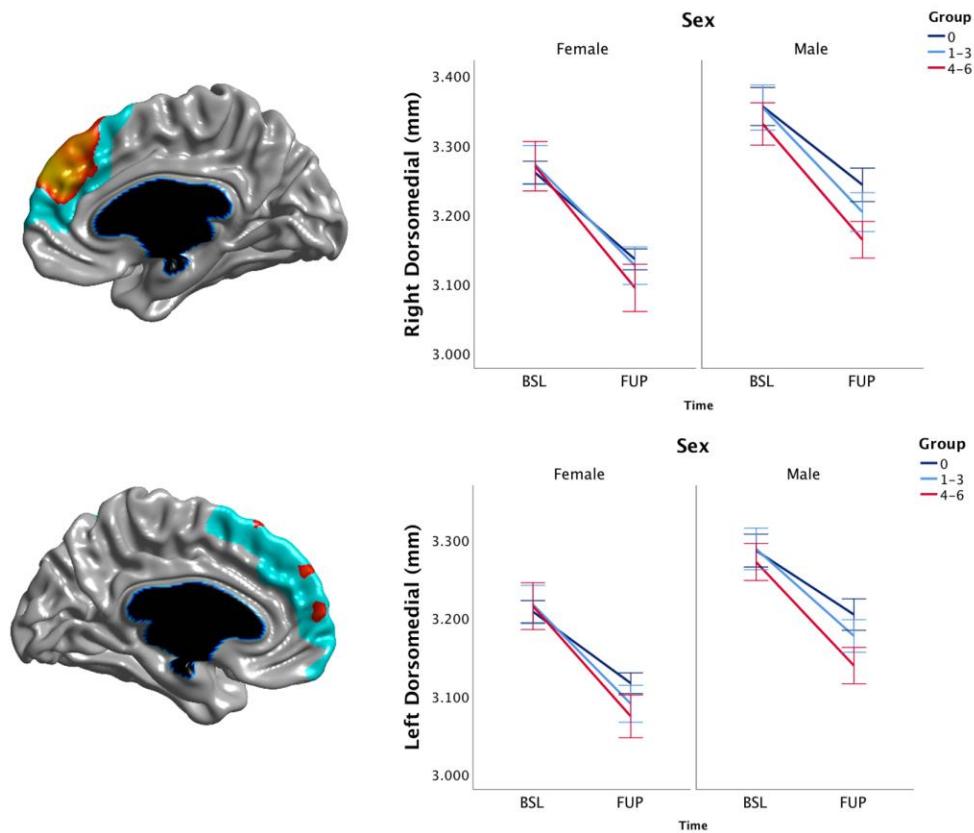 Sex
Group
0
1-3
4-6
Female
Male
Right Dorsomedial (mm)
3.400
3.300
3.200
3.100
3.000
BSL
FUP
BSL
FUP
Time
Sex
Group
0
1-3
4-6
Female
Male
Left Dorsomedial (mm)
3.300
3.200
3.100
3.000
BSL
FUP
BSL
FUP
Time